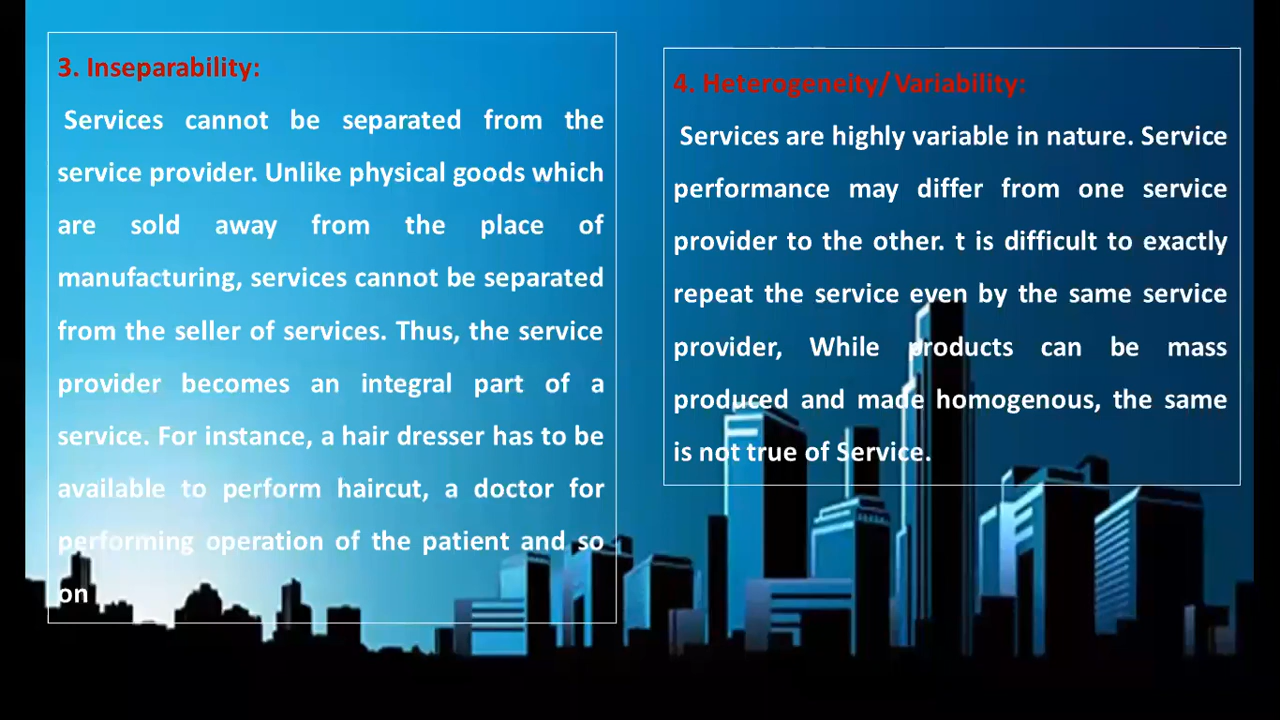 3. Inseparability:
Services cannot be separated from the
service provider. Unlike physical goods which
are sold away from the place of
manufacturing, services cannot be separated
from the seller of services. Thus, the service
provider becomes an integral part of a
service. For instance, a hair dresser has to be
available to perform haircut, a doctor for
performing operation of the patient and so
on
4. Heterogeneity/ Variability:
Services are highly variable in nature. Service
performance may differ from one service
provider to the other. t is difficult to exactly
repeat the service even by the same service
provider, While products can be mass
produced and made homogenous, the same
is not true of Service.